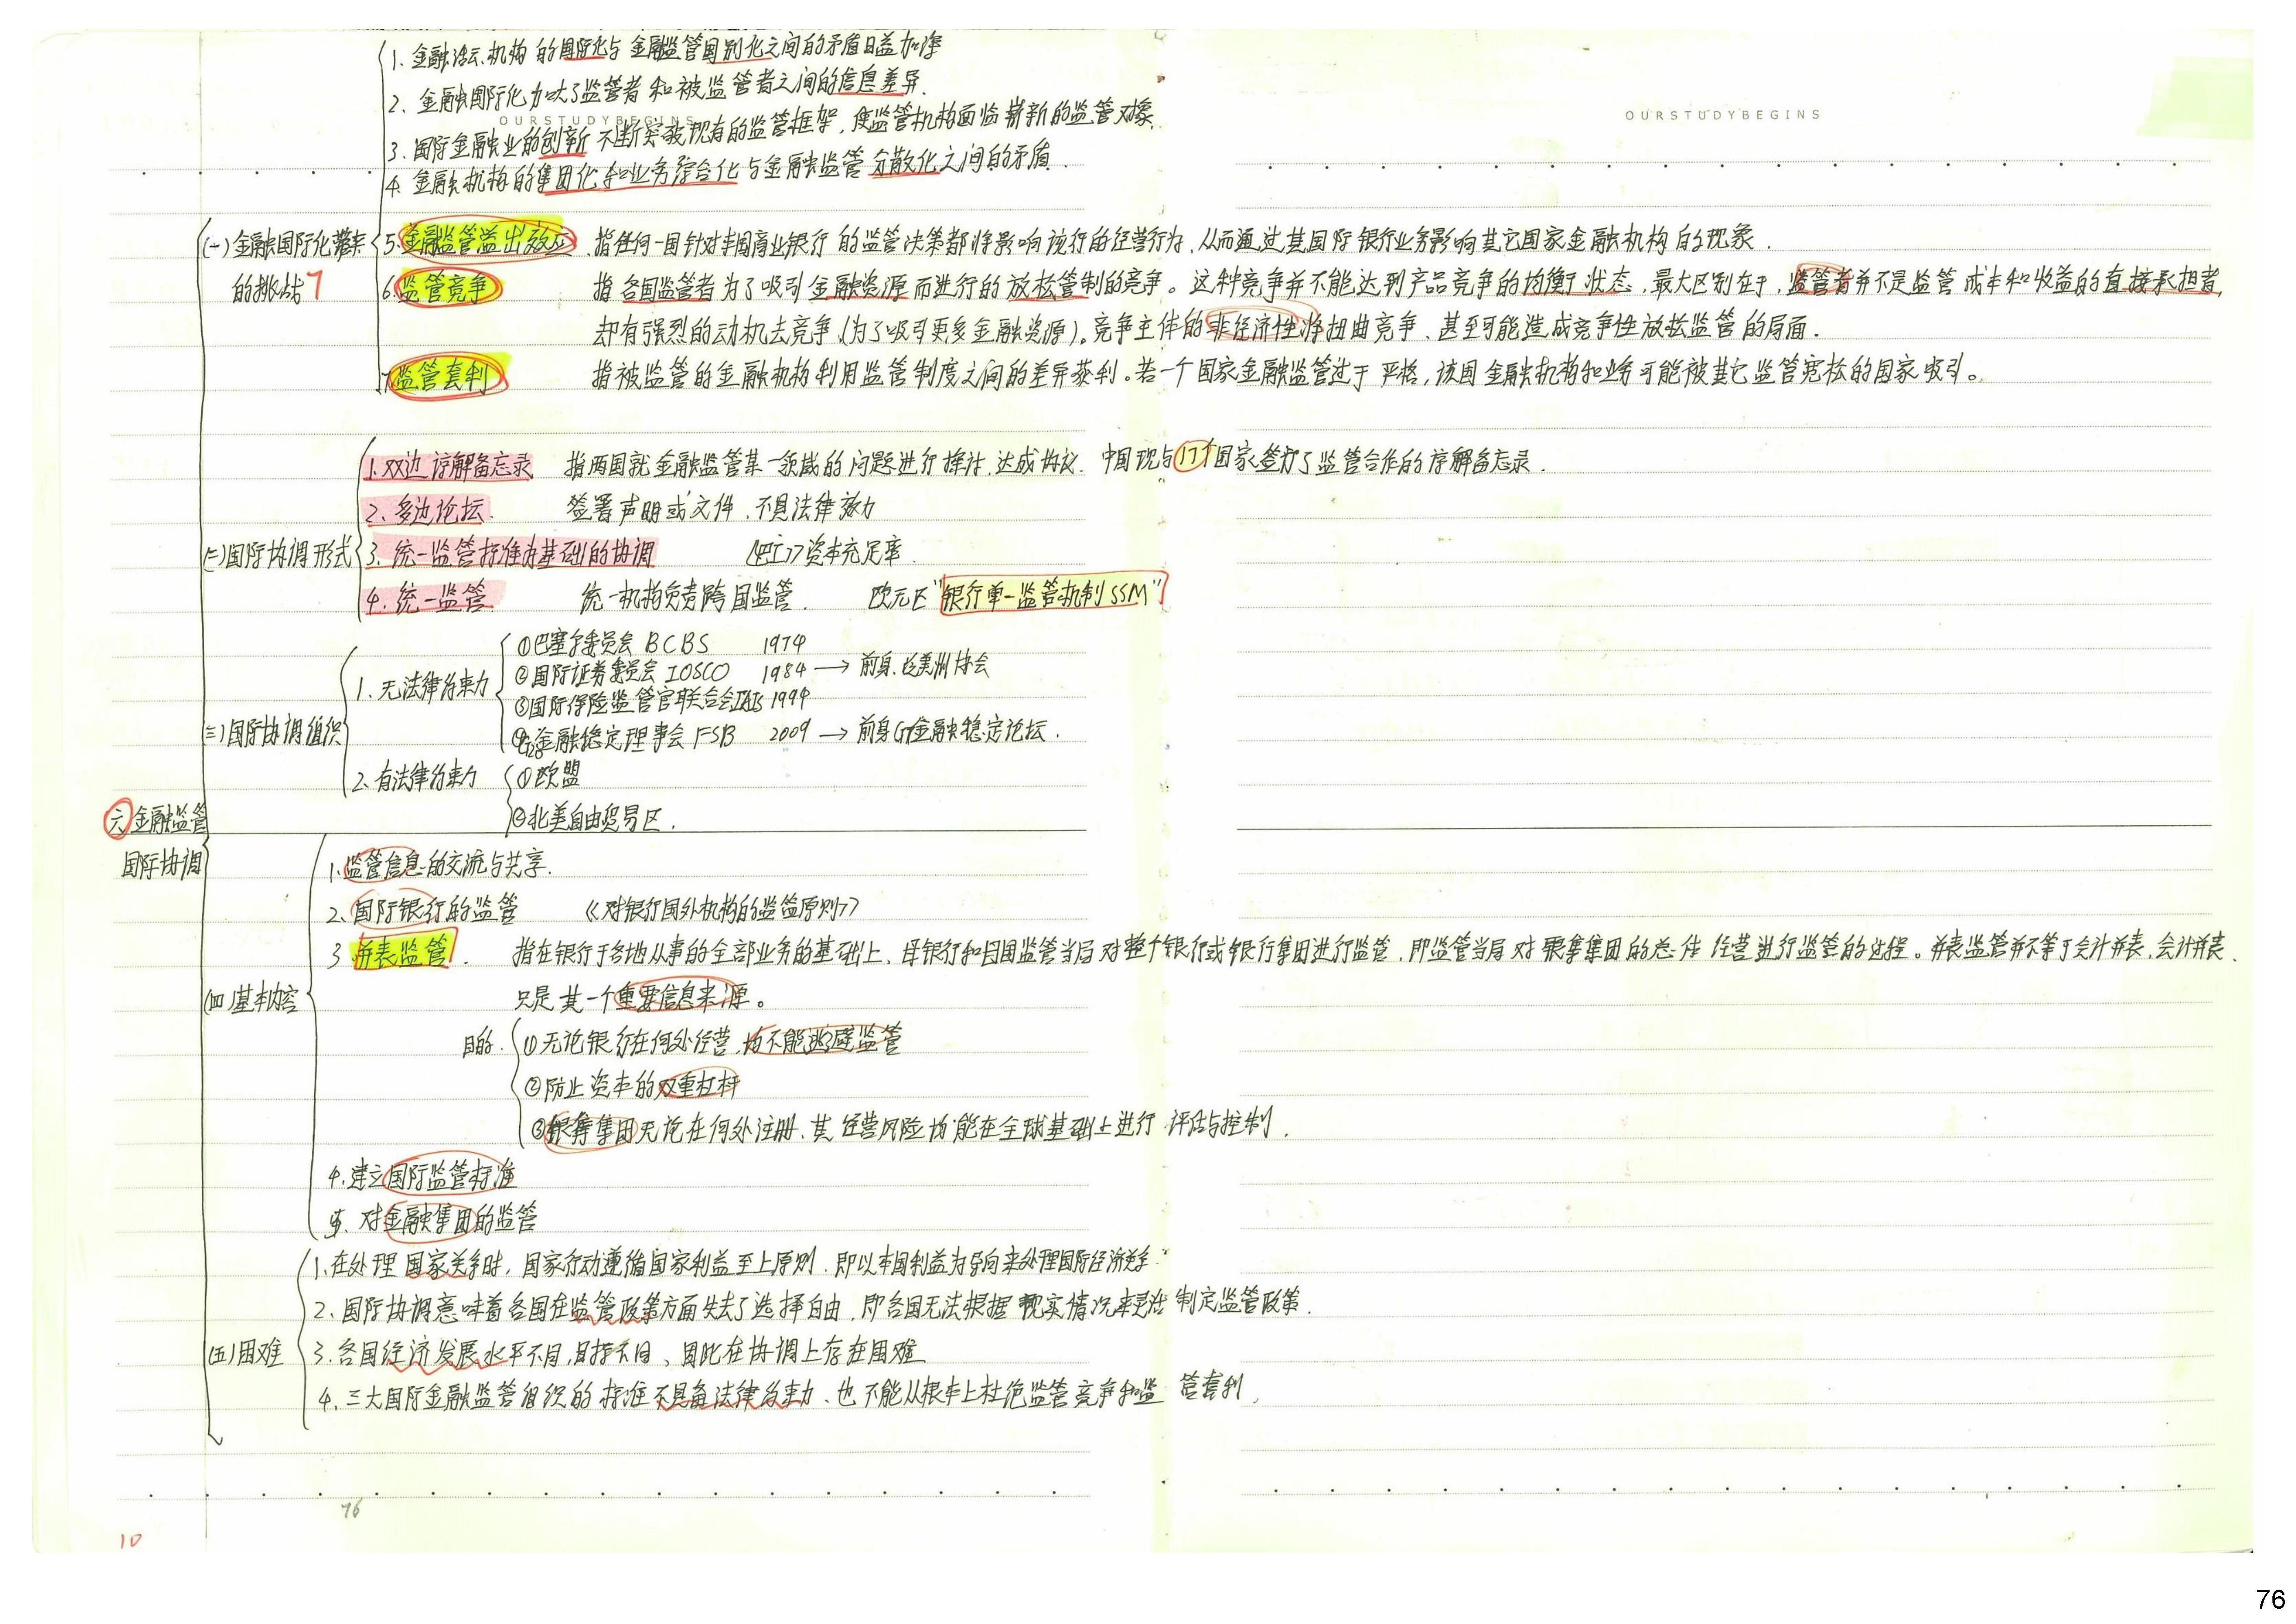 1. 金融活动、机构的国际化与金融监管国别化之间的矛盾日益加净
2. 金融国际化加大了监管者和被监管者之间的信息差异.
OURSTUDYBEGINS
OURSTUDYBEGINS
3. 国际金融业的创新不断突破现有的监管框架，使监管机构面临崭新的监管对象.
4. 金融机构的集团化和业务综合化与金融监管分散化之间的矛盾.
(一)金融国际化带来的挑战7
5.金融监管溢出效应. 指任何一国针对本国商业银行的监管决策都将影响该行的经营行为，从而通过其国际银行业务影响其它国家金融机构的现象.
6.监管竞争 指各国监管者为了吸引金融资源而进行的放松管制的竞争。这种竞争并不能达到产品竞争的均衡状态，最大区别在于，监管者并不是监管成本和收益的直接承担者，
却有强烈的动机去竞争(为了吸引更多金融资源)。竞争主体的非经济性将扭曲竞争、甚至可能造成竞争性放松监管的局面.
7.监管套利 指被监管的金融机构利用监管制度之间的差异获利。若一个国家金融监管过于严格，该国金融机构和业务可能被其它监管宽松的国家吸引。
1.双边谅解备忘录 指两国就金融监管某一领域的问题进行探讨,达成协议. 中国现与17个国家签订了监管合作的谅解备忘录.
2、多边论坛. 签署声明或文件、不具法律效力
(二)国际协调形式
3. 统一监管标准为基础的协调 《巴I》资本充足率.
4. 统一监管 统一机构负责跨国监管. 欧元区"银行单一监管机制SSM"
①巴塞尔委员会 BCBS 1974
1. 无法律约束力
②国际证券委员会 IOSCO 1984 → 前身.泛美洲协会
③国际保险监管官联合会IAIS 1994
(三)国际协调组织
④金融稳定理事会 FSB 2009 → 前身G7金融稳定论坛.
2. 有法律约束力 ①欧盟
②北美自由贸易区.
六 金融监管
国际协调
1.监管信息的交流与共享.
2、国际银行的监管 《对银行国外机构的监管原则》
3.并表监管. 指在银行于各地从事的全部业务的基础上，母银行和母国监管当局对整个银行或银行集团进行监管，即监管当局对银行集团的总体经营进行监管的过程。并表监管并不等于会计并表，会计并表
(四)基本内容
只是其一个重要信息来源。
目的. ①无论银行在何处经营,均不能逃避监管
②防止资本的双重杠杆
③银行集团无论在何处注册、其经营风险均能在全球基础上进行评估与控制.
4.建立国际监管标准
5. 对金融集团的监管
1.在处理国家关系时，国家行动遵循国家利益至上原则.即以本国利益为导向来处理国际经济关系.
2. 国际协调意味着各国在监管政策方面失去了选择自由.即各国无法根据现实情况灵活制定监管政策.
(五)困难
3.各国经济发展水平不同,目标不同、因此在协调上存在困难
4. 三大国际金融监管组织的标准不具备法律约束力、也不能从根本上杜绝监管竞争和监管套利.
76
10
76